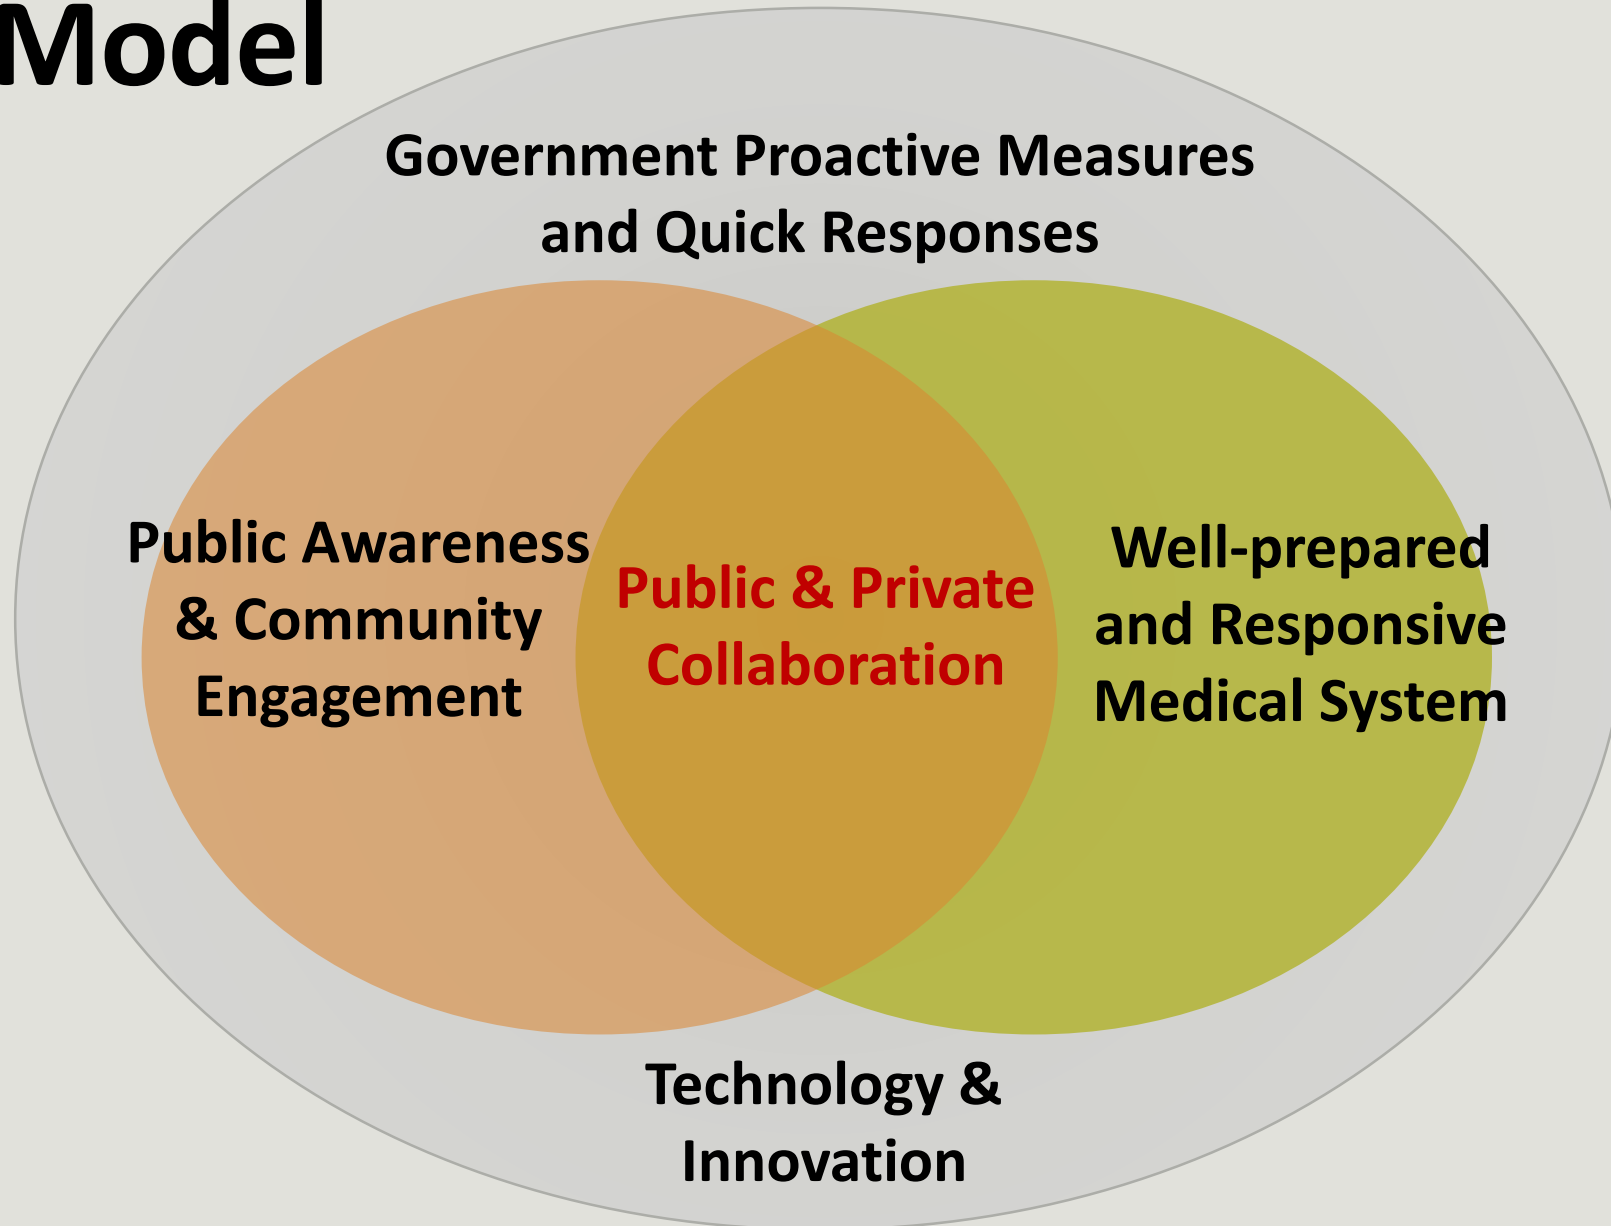 Model
Government Proactive Measures
and Quick Responses
Public Awareness
& Community
Engagement
Public & Private
Collaboration
Well-prepared
and Responsive
Medical System
Technology &
Innovation